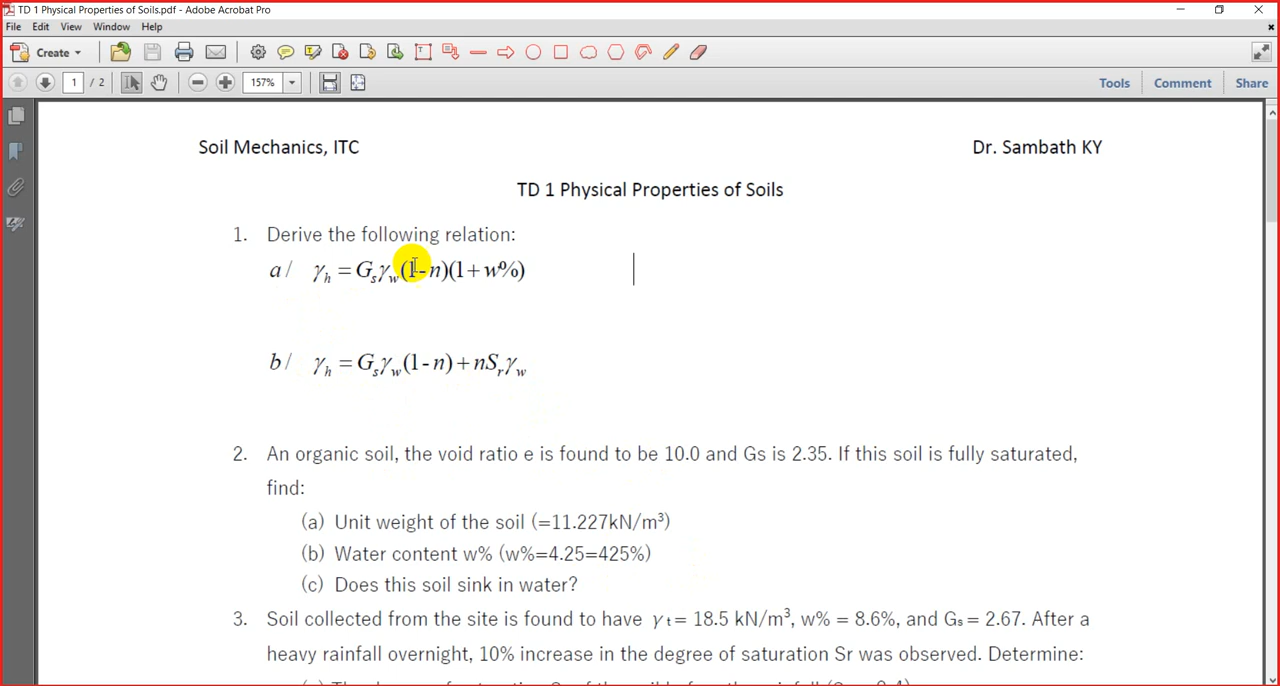 TD 1 Physical Properties of Soils.pdf - Adobe Acrobat Pro
File Edit View Window Help
Create
1 / 2 157% Tools Comment Share
Soil Mechanics, ITC Dr. Sambath KY
TD 1 Physical Properties of Soils
1. Derive the following relation:
a / γh = Gsγw(1-n)(1+w%)
b / γh = Gsγw(1-n)+nSrγw
2. An organic soil, the void ratio e is found to be 10.0 and Gs is 2.35. If this soil is fully saturated,
find:
(a) Unit weight of the soil (=11.227kN/m³)
(b) Water content w% (w%=4.25=425%)
(c) Does this soil sink in water?
3. Soil collected from the site is found to have γt= 18.5 kN/m³, w% = 8.6%, and Gs = 2.67. After a
heavy rainfall overnight, 10% increase in the degree of saturation Sr was observed. Determine: